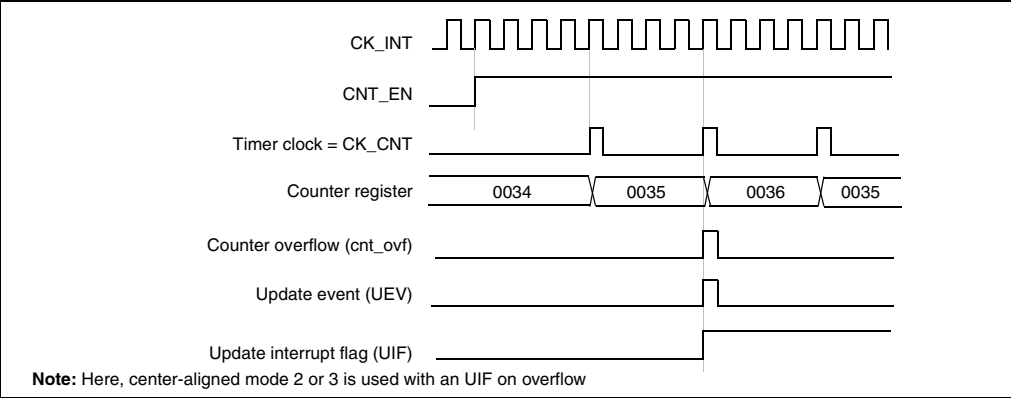 CK_INT
CNT_EN
Timer clock = CK_CNT
Counter register 0034 0035 0036 0035
Counter overflow (cnt_ovf)
Update event (UEV)
Update interrupt flag (UIF)
Note: Here, center-aligned mode 2 or 3 is used with an UIF on overflow